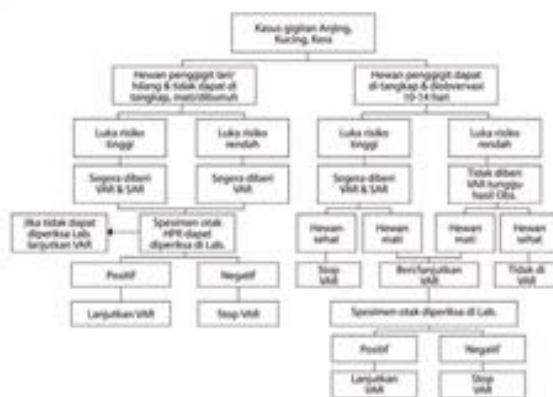 Kasus gigitan Anjing,
Kucing, Kera
Hewan penggigit lari/
hilang & tidak dapat di
tangkap, mati/dibunuh
Hewan penggigit dapat
di tangkap & diobservasi
10-14 hari
Luka risiko
tinggi
Luka risiko
rendah
Luka risiko
tinggi
Luka risiko
rendah
Segera diberi
VAR & SAR
Segera diberi
VAR
Segera diberi
VAR & SAR
Tidak diberi
VAR tunggu
hasil Obs.
Jika tidak dapat
diperiksa Lab.
lanjutkan VAR
Spesimen otak
HPR dapat
diperiksa di Lab.
Hewan
sehat
Hewan
mati
Hewan
mati
Hewan
sehat
Stop
VAR
Beri/lanjutkan
VAR
Tidak di
VAR
Positif
Negatif
Lanjutkan VAR
Stop VAR
Spesimen otak diperiksa di Lab.
Positif
Negatif
Lanjutkan
VAR
Stop
VAR